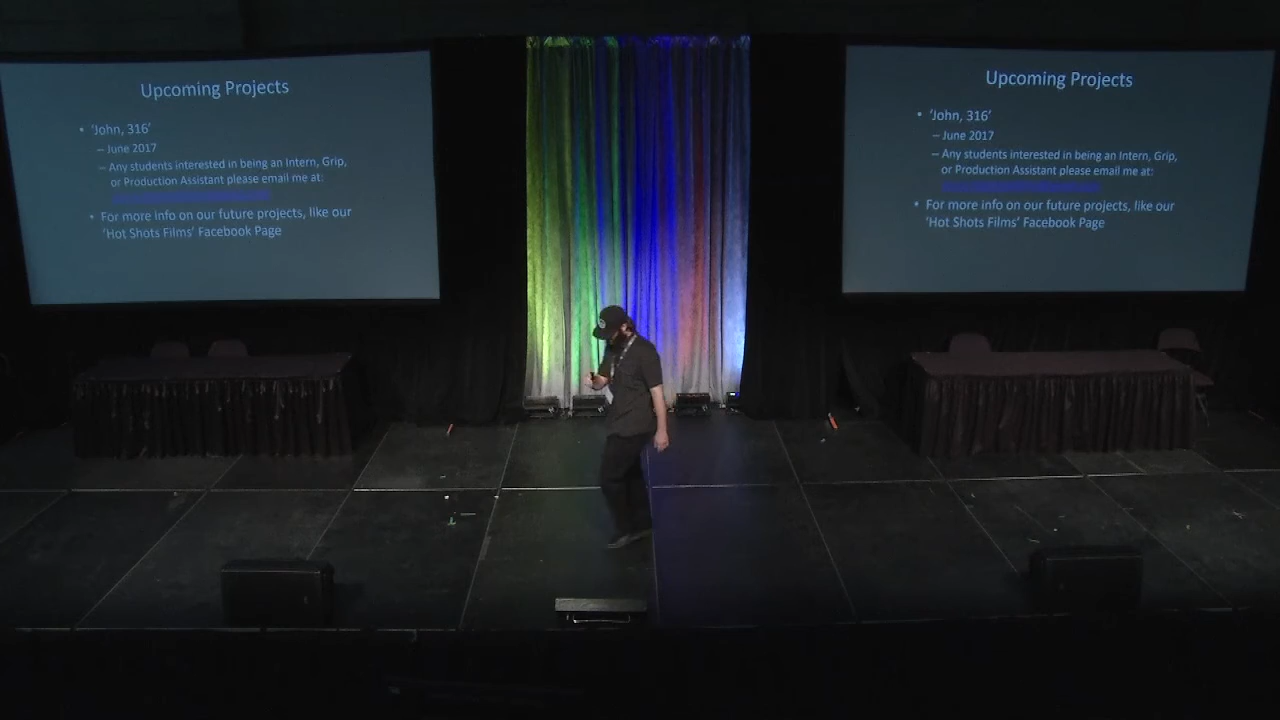 Upcoming Projects
• 'John, 316'
– June 2017
– Any students interested in being an Intern, Grip,
or Production Assistant please email me at:
• For more info on our future projects, like our
'Hot Shots Films' Facebook Page
Upcoming Projects
• 'John, 316'
– June 2017
– Any students interested in being an Intern, Grip,
or Production Assistant please email me at:
• For more info on our future projects, like our
'Hot Shots Films' Facebook Page